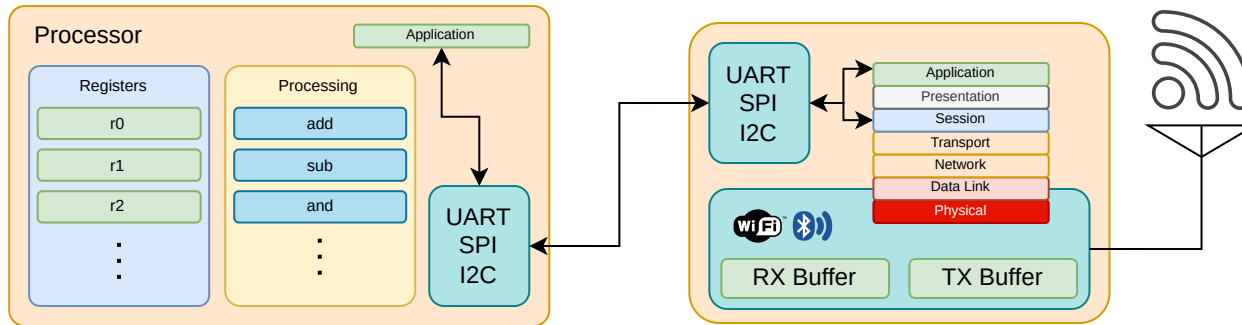 Processor
Application
Registers
r0
r1
r2
Processing
add
sub
and
UART
SPI
I2C
UART
SPI
I2C
Application
Presentation
Session
Transport
Network
Data Link
Physical
WiFi™
RX Buffer
TX Buffer